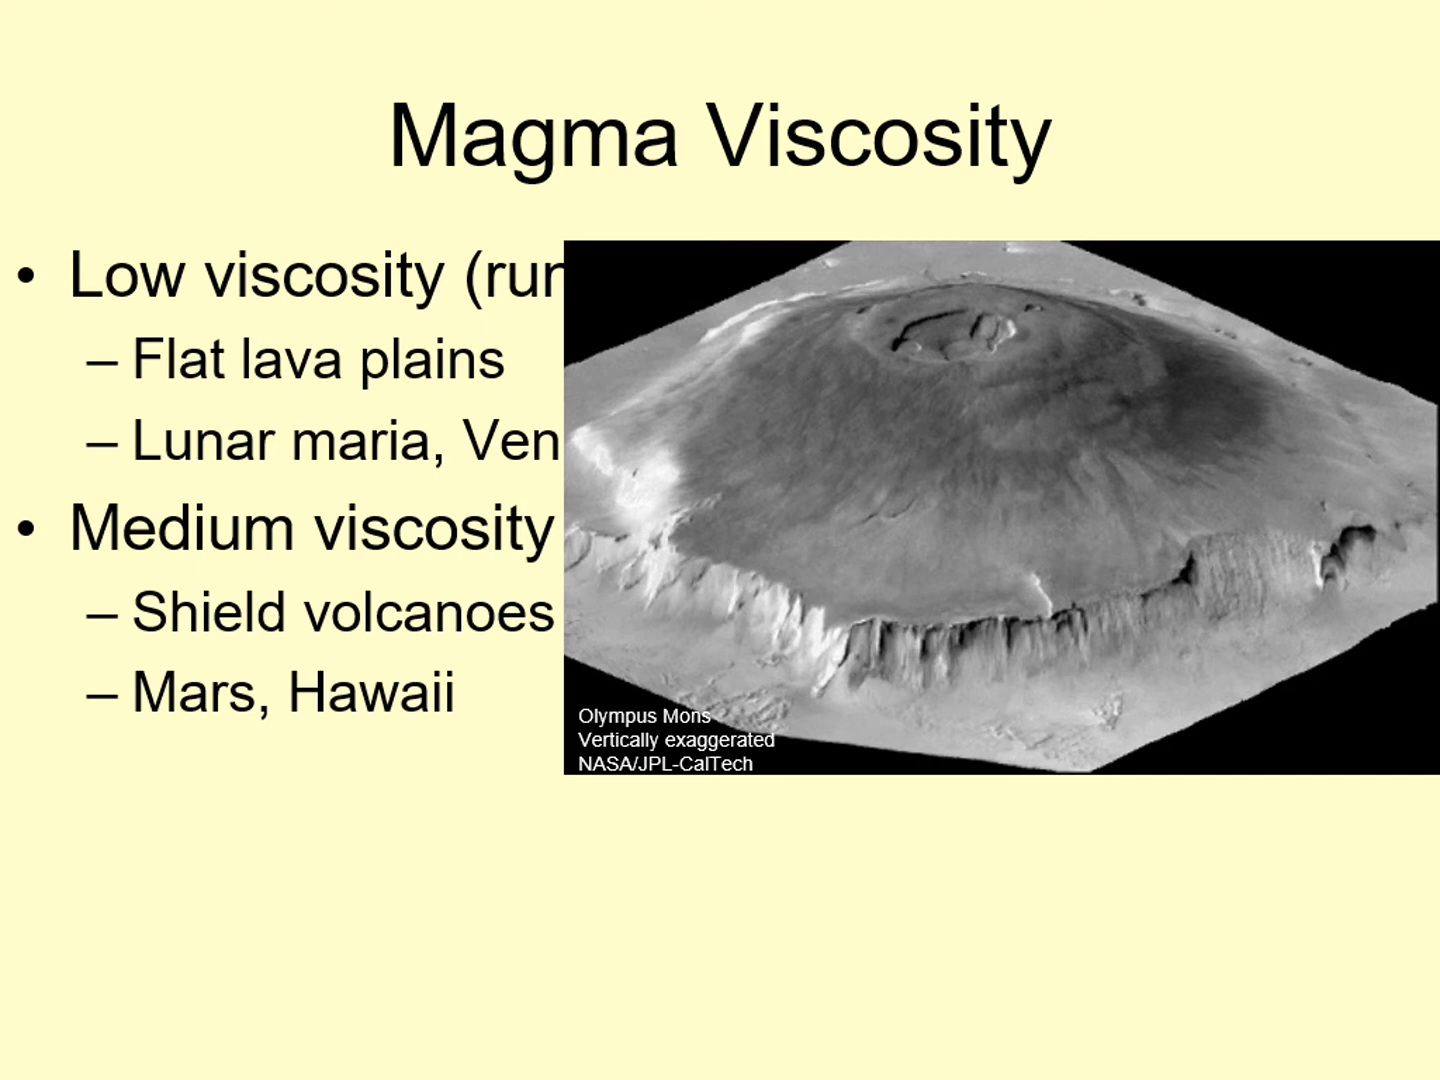 Magma Viscosity
• Low viscosity (run
– Flat lava plains
– Lunar maria, Ven
• Medium viscosity
– Shield volcanoes
– Mars, Hawaii
Olympus Mons
Vertically exaggerated
NASA/JPL-CalTech